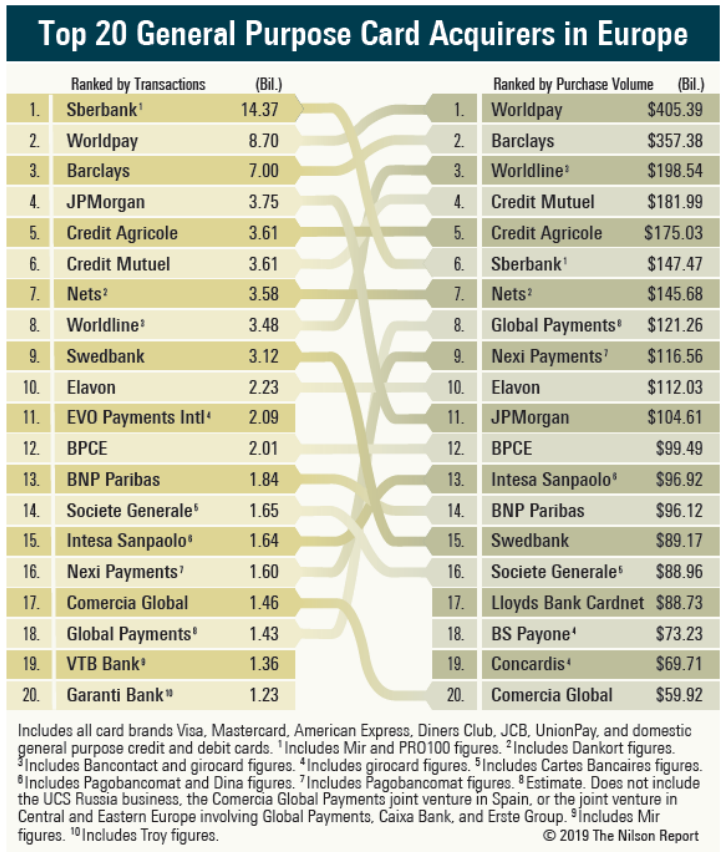 Top 20 General Purpose Card Acquirers in Europe
Ranked by Transactions (Bil.) Ranked by Purchase Volume (Bil.)
1. Sberbank¹ 14.37 1. Worldpay $405.39
2. Worldpay 8.70 2. Barclays $357.38
3. Barclays 7.00 3. Worldline³ $198.54
4. JPMorgan 3.75 4. Credit Mutuel $181.99
5. Credit Agricole 3.61 5. Credit Agricole $175.03
6. Credit Mutuel 3.61 6. Sberbank¹ $147.47
7. Nets² 3.58 7. Nets² $145.68
8. Worldline³ 3.48 8. Global Payments⁸ $121.26
9. Swedbank 3.12 9. Nexi Payments⁷ $116.56
10. Elavon 2.23 10. Elavon $112.03
11. EVO Payments Intl⁴ 2.09 11. JPMorgan $104.61
12. BPCE 2.01 12. BPCE $99.49
13. BNP Paribas 1.84 13. Intesa Sanpaolo⁶ $96.92
14. Societe Generale⁵ 1.65 14. BNP Paribas $96.12
15. Intesa Sanpaolo⁶ 1.64 15. Swedbank $89.17
16. Nexi Payments⁷ 1.60 16. Societe Generale⁵ $88.96
17. Comercia Global 1.46 17. Lloyds Bank Cardnet $88.73
18. Global Payments⁸ 1.43 18. BS Payone⁴ $73.23
19. VTB Bank⁹ 1.36 19. Concardis⁴ $69.71
20. Garanti Bank¹⁰ 1.23 20. Comercia Global $59.92
Includes all card brands Visa, Mastercard, American Express, Diners Club, JCB, UnionPay, and domestic
general purpose credit and debit cards. ¹Includes Mir and PRO100 figures. ²Includes Dankort figures.
³Includes Bancontact and girocard figures. ⁴Includes girocard figures. ⁵Includes Cartes Bancaires figures.
⁶Includes Pagobancomat and Dina figures. ⁷Includes Pagobancomat figures. ⁸Estimate. Does not include
the UCS Russia business, the Comercia Global Payments joint venture in Spain, or the joint venture in
Central and Eastern Europe involving Global Payments, Caixa Bank, and Erste Group. ⁹Includes Mir
figures. ¹⁰Includes Troy figures. © 2019 The Nilson Report